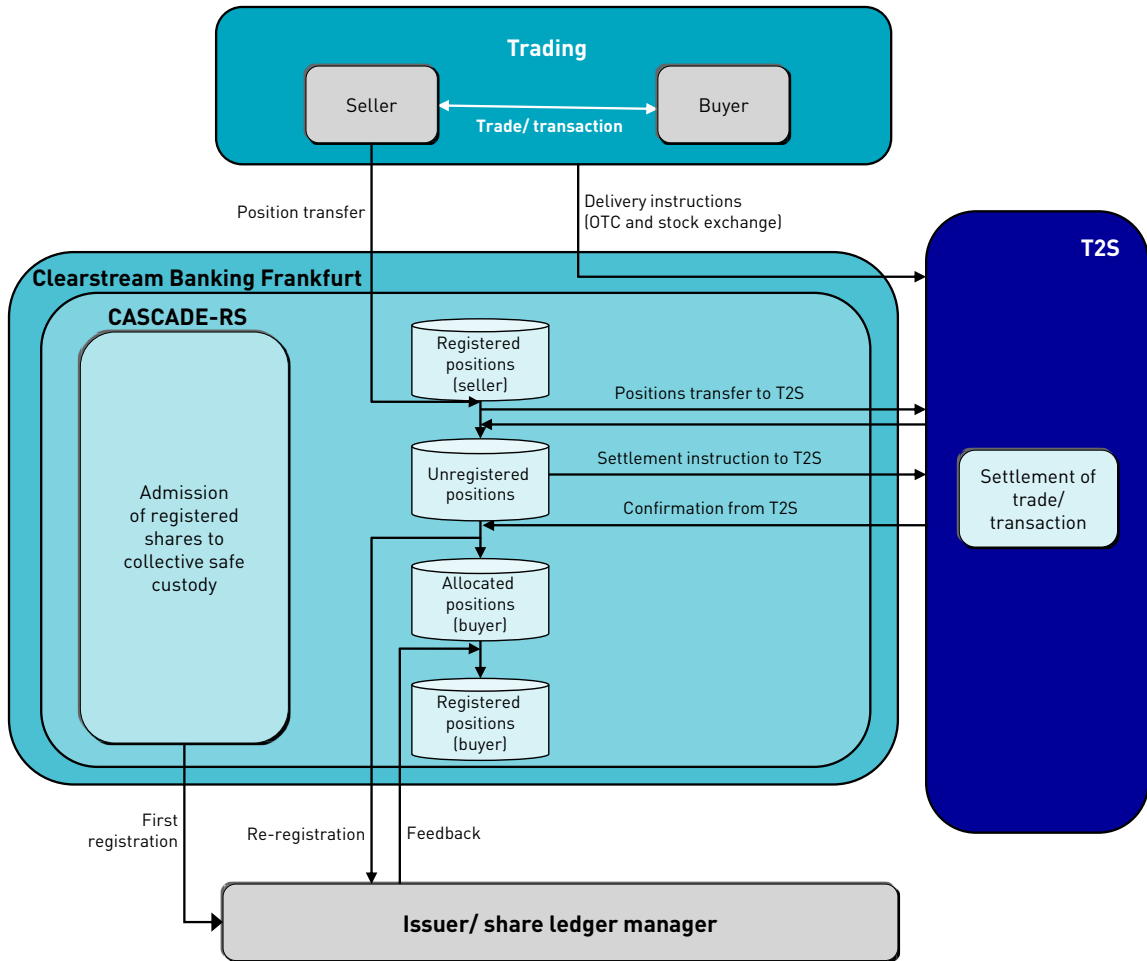 Trading
Seller
Buyer
Trade/ transaction
Position transfer
Delivery instructions
(OTC and stock exchange)
T2S
Clearstream Banking Frankfurt
CASCADE-RS
Registered
positions
(seller)
Positions transfer to T2S
Unregistered
positions
Settlement instruction to T2S
Settlement of
trade/
transaction
Admission
of registered
shares to
collective safe
custody
Confirmation from T2S
Allocated
positions
(buyer)
Registered
positions
(buyer)
First
registration
Re-registration
Feedback
Issuer/ share ledger manager